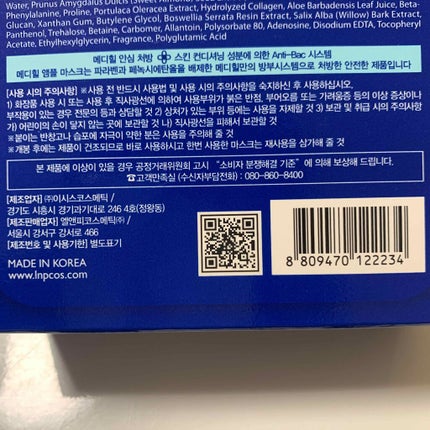 Water, Prunus Amygdalus Dulcis (Sweet Almond)
Phenylalanine, Proline, Portulaca Oleracea Extract, Hydrolyzed Collagen, Aloe Barbadensis Leaf Juice, Beta-
Glucan, Xanthan Gum, Butylene Glycol, Boswellia Serrata Resin Extract, Salix Alba (Willow) Bark Extract,
Panthenol, Trehalose, Betaine, Carbomer, Allantoin, Polysorbate 80, Adenosine, Disodium EDTA, Tocopheryl
Acetate, Ethylhexylglycerin, Fragrance, Polyglutamic Acid
메디힐 안심 처방 스킨 컨디셔닝 성분에 의한 Anti-Bac 시스템
메디힐 앰플 마스크는 파라벤과 페녹시에탄올을 배제한 메디힐만의 방부시스템으로 처방한 안전한 제품입니다
[사용 시의 주의사항] ※ 사용 전 반드시 사용법 및 사용 시의 주의사항을 숙지하신 후 사용하십시오.
1) 화장품 사용 시 또는 사용 후 직사광선에 의하여 사용부위가 붉은 반점, 부어오름 또는 가려움증 등의 이상 증상이나
부작용이 있는 경우 전문의 등과 상담할 것 2) 상처가 있는 부위 등에는 사용을 자제할 것 3) 보관 및 취급 시의 주의사항
가) 어린이의 손이 닿지 않는 곳에 보관할 것 나) 직사광선을 피해서 보관할 것
※붙이는 반창고나 습포에 자극이 약한 분은 사용을 주의해 줄 것
※개봉 후에는 제품이 건조되므로 바로 사용하시고 한번 사용한 마스크는 재사용을 삼가해 줄 것
본 제품에 이상이 있을 경우 공정거래위원회 고시 "소비자 분쟁해결 기준" 에 의해 보상해 드립니다.
☎고객만족실 (수신자부담전화) : 080-860-8400
[제조업자] ㈜이시스코스메틱 /
경기도 시흥시 경기과기대로 246 4호(정왕동)
[제조판매업자] 엘앤피코스메틱㈜ /
서울시 강서구 강서로 466
[제조번호 및 사용기한] 별도표기
MADE IN KOREA
www.lnpcos.com
8 809470 122234